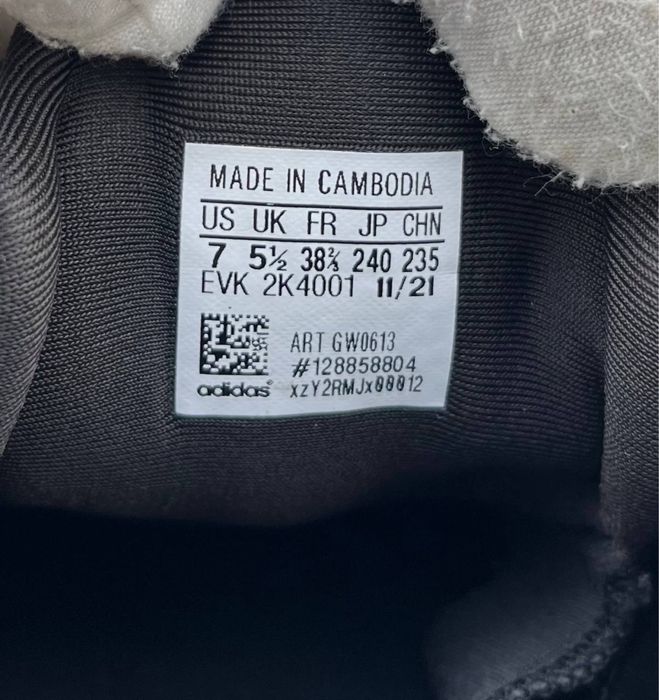 MADE IN CAMBODIA
US UK FR JP CHN
7 5½ 38⅔ 240 235
EVK 2K4001 11/21
ART GW0613
#128858804
adidas® xzY2RMJx00012